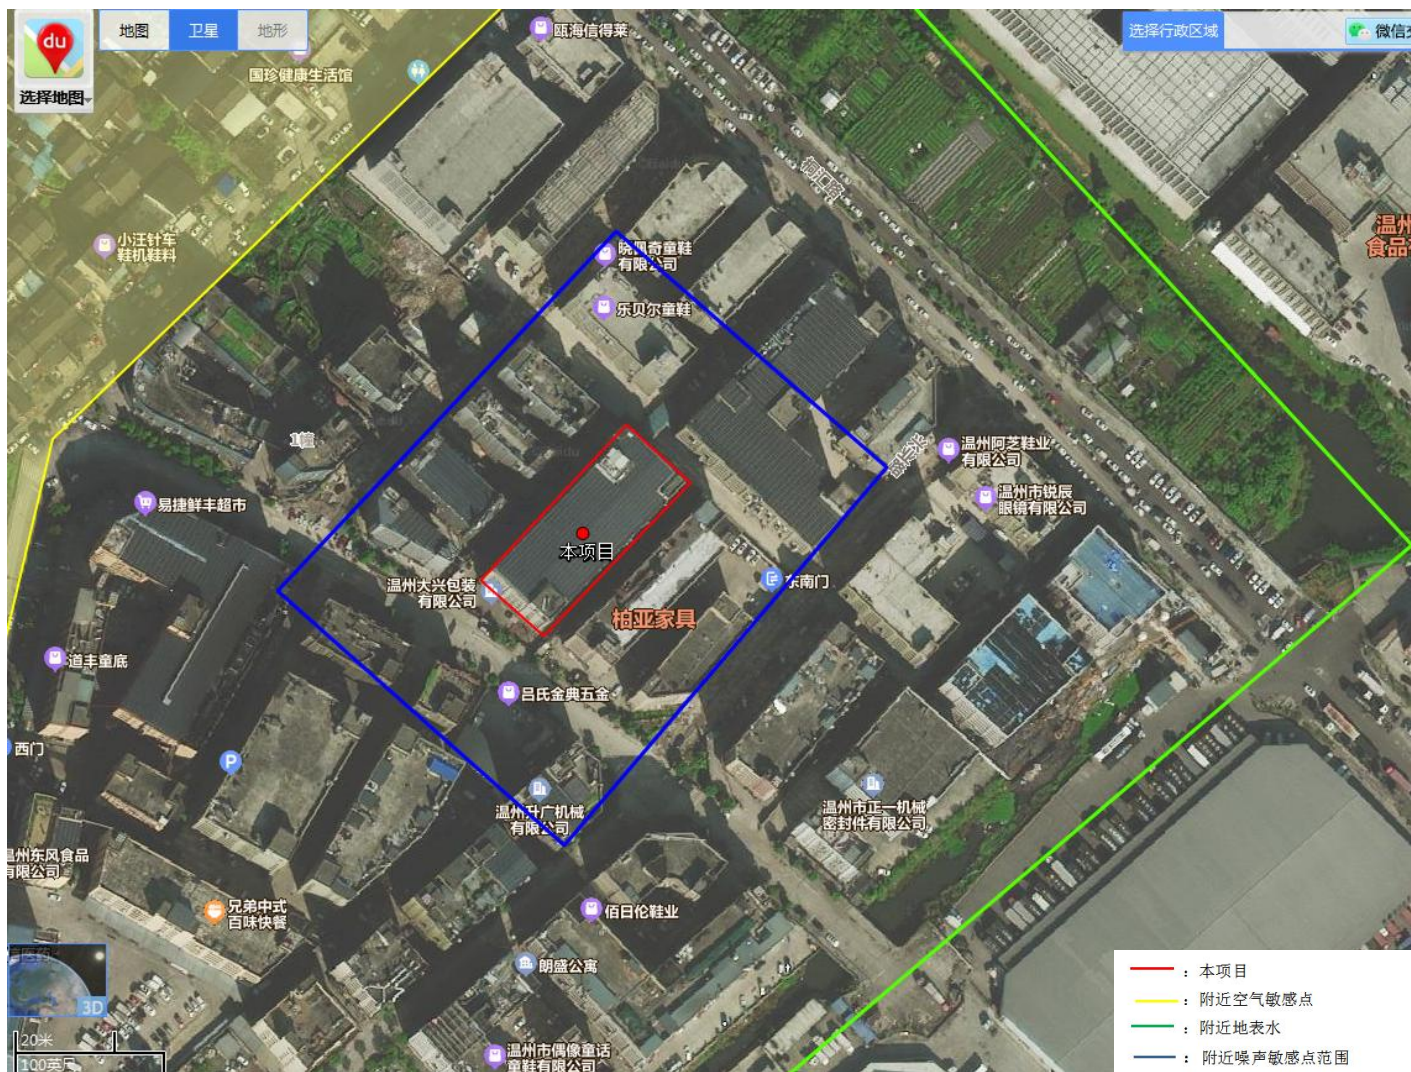 地图
卫星
地形
选择地图
du
选择行政区域
微信
瓯海信得莱
国珍健康生活馆
小汪针车
鞋机鞋料
桐汇路
温州
食品
晓佩奇童鞋
有限公司
乐贝尔童鞋
1幢
温州阿芝鞋业
有限公司
温州市锐辰
眼镜有限公司
易捷鲜丰超市
本项目
温州大兴包装
有限公司
东南门
柏亚家具
道丰童底
吕氏金典五金
西门
P
温州升广机械
有限公司
温州市正一机械
密封件有限公司
温州东风食品
有限公司
兄弟中式
百味快餐
佰日伦鞋业
朗盛公寓
温州市偶像童话
童鞋有限公司
3D
20米
100英尺
：本项目
：附近空气敏感点
：附近地表水
：附近噪声敏感点范围